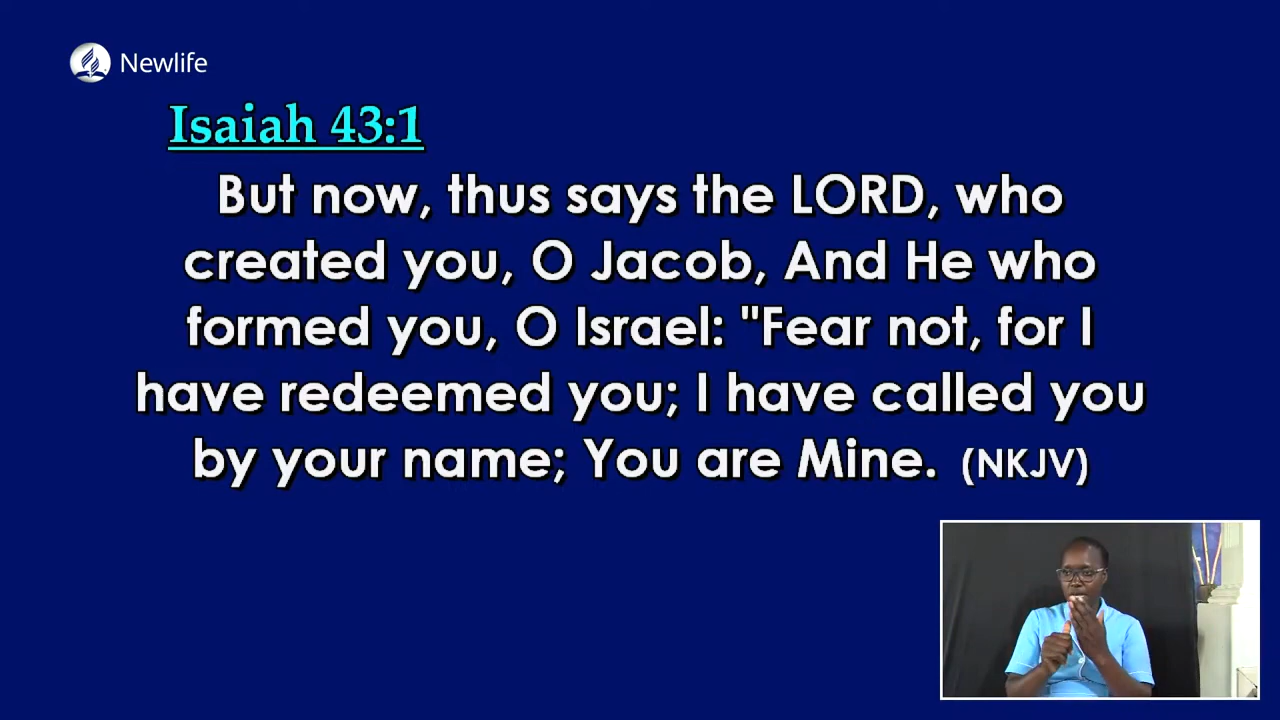 Newlife
Isaiah 43:1
But now, thus says the LORD, who
created you, O Jacob, And He who
formed you, O Israel: "Fear not, for I
have redeemed you; I have called you
by your name; You are Mine. (NKJV)